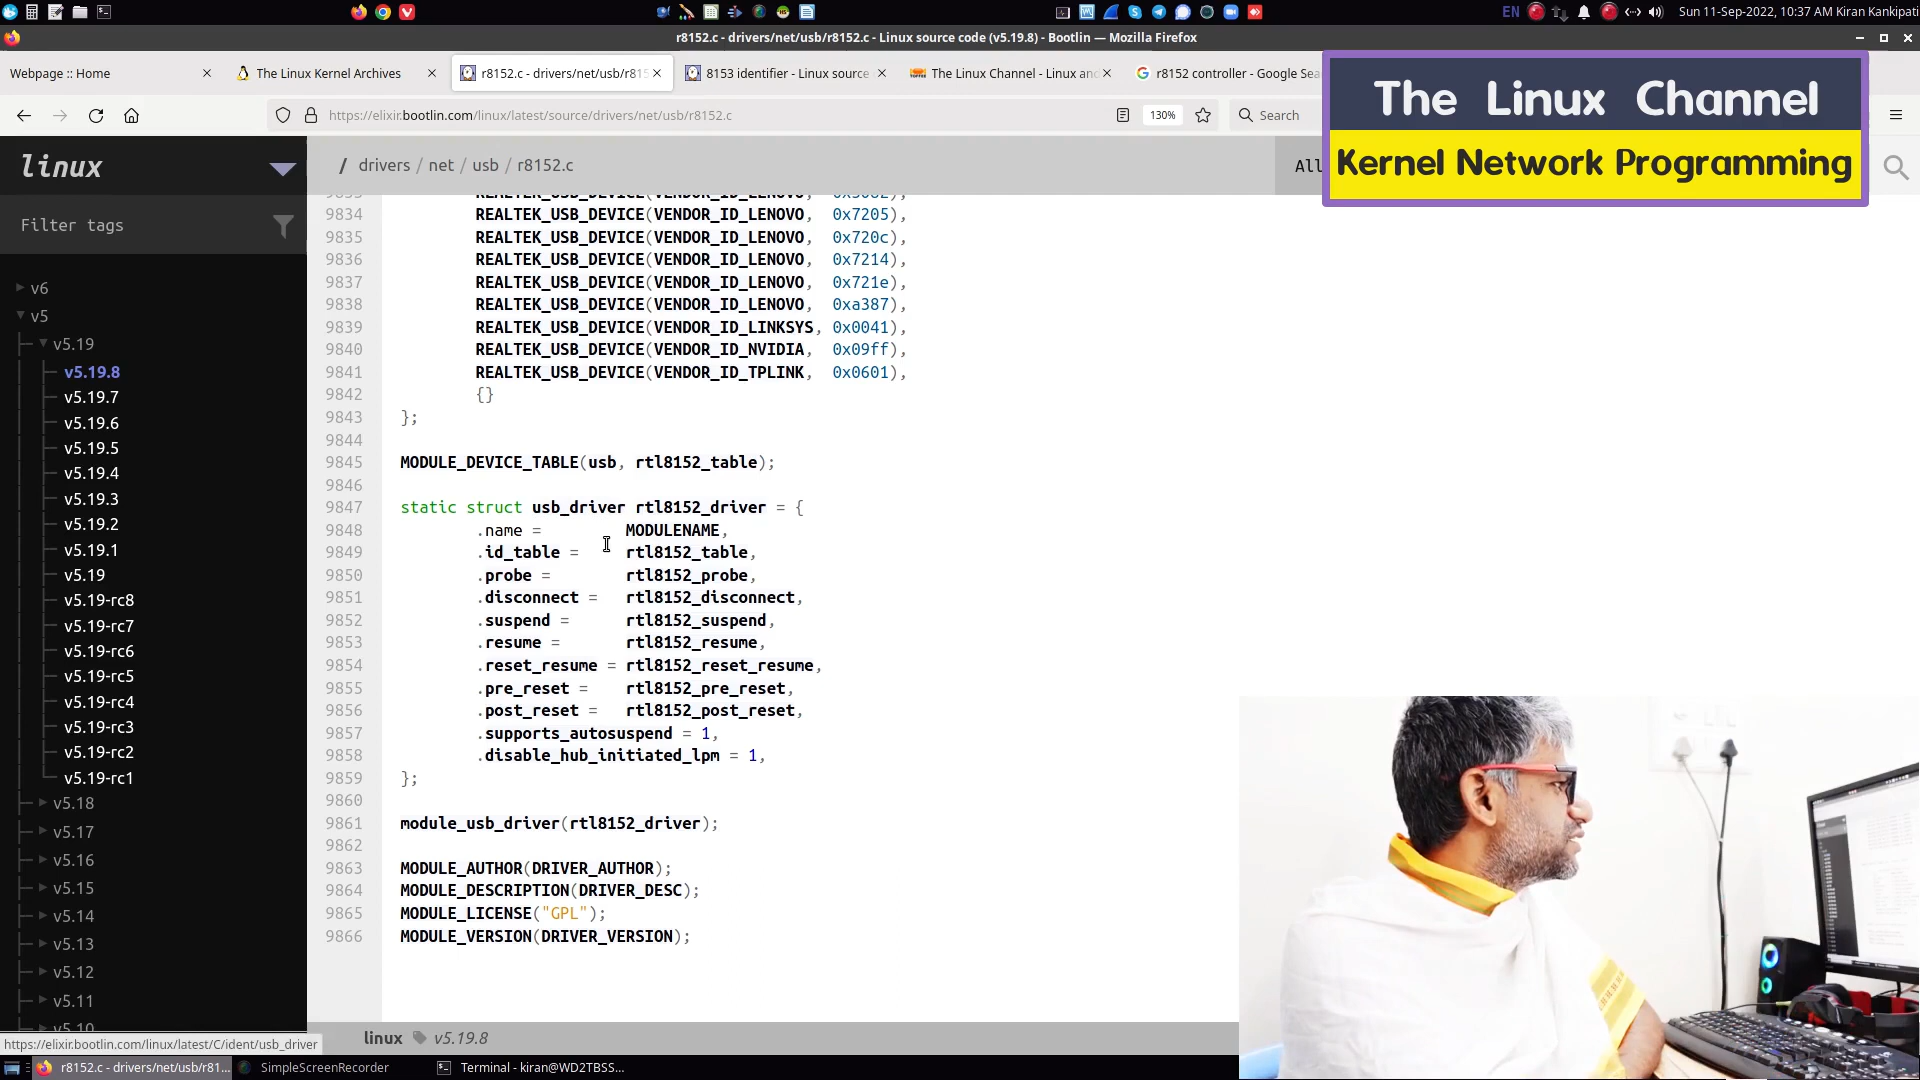 EN
Sun 11-Sep-2022, 10:37 AM Kiran Kankipati
r8152.c - drivers/net/usb/r8152.c - Linux source code (v5.19.8) - Bootlin — Mozilla Firefox
Webpage :: Home
The Linux Kernel Archives
r8152.c - drivers/net/usb/r815
8153 identifier - Linux source
The Linux Channel - Linux and
r8152 controller - Google Sea
https://elixir.bootlin.com/linux/latest/source/drivers/net/usb/r8152.c
130%
Search
The Linux Channel
Kernel Network Programming
linux
/ drivers / net / usb / r8152.c
All
Filter tags
v6
v5
v5.19
v5.19.8
v5.19.7
v5.19.6
v5.19.5
v5.19.4
v5.19.3
v5.19.2
v5.19.1
v5.19
v5.19-rc8
v5.19-rc7
v5.19-rc6
v5.19-rc5
v5.19-rc4
v5.19-rc3
v5.19-rc2
v5.19-rc1
v5.18
v5.17
v5.16
v5.15
v5.14
v5.13
v5.12
v5.11
v5.10
9834 REALTEK_USB_DEVICE(VENDOR_ID_LENOVO, 0x7205),
9835 REALTEK_USB_DEVICE(VENDOR_ID_LENOVO, 0x720c),
9836 REALTEK_USB_DEVICE(VENDOR_ID_LENOVO, 0x7214),
9837 REALTEK_USB_DEVICE(VENDOR_ID_LENOVO, 0x721e),
9838 REALTEK_USB_DEVICE(VENDOR_ID_LENOVO, 0xa387),
9839 REALTEK_USB_DEVICE(VENDOR_ID_LINKSYS, 0x0041),
9840 REALTEK_USB_DEVICE(VENDOR_ID_NVIDIA, 0x09ff),
9841 REALTEK_USB_DEVICE(VENDOR_ID_TPLINK, 0x0601),
9842 {}
9843 };
9844
9845 MODULE_DEVICE_TABLE(usb, rtl8152_table);
9846
9847 static struct usb_driver rtl8152_driver = {
9848 .name = MODULENAME,
9849 .id_table = rtl8152_table,
9850 .probe = rtl8152_probe,
9851 .disconnect = rtl8152_disconnect,
9852 .suspend = rtl8152_suspend,
9853 .resume = rtl8152_resume,
9854 .reset_resume = rtl8152_reset_resume,
9855 .pre_reset = rtl8152_pre_reset,
9856 .post_reset = rtl8152_post_reset,
9857 .supports_autosuspend = 1,
9858 .disable_hub_initiated_lpm = 1,
9859 };
9860
9861 module_usb_driver(rtl8152_driver);
9862
9863 MODULE_AUTHOR(DRIVER_AUTHOR);
9864 MODULE_DESCRIPTION(DRIVER_DESC);
9865 MODULE_LICENSE("GPL");
9866 MODULE_VERSION(DRIVER_VERSION);
https://elixir.bootlin.com/linux/latest/C/ident/usb_driver
linux v5.19.8
r8152.c - drivers/net/usb/r81...
SimpleScreenRecorder
Terminal - kiran@WD2TBSS...